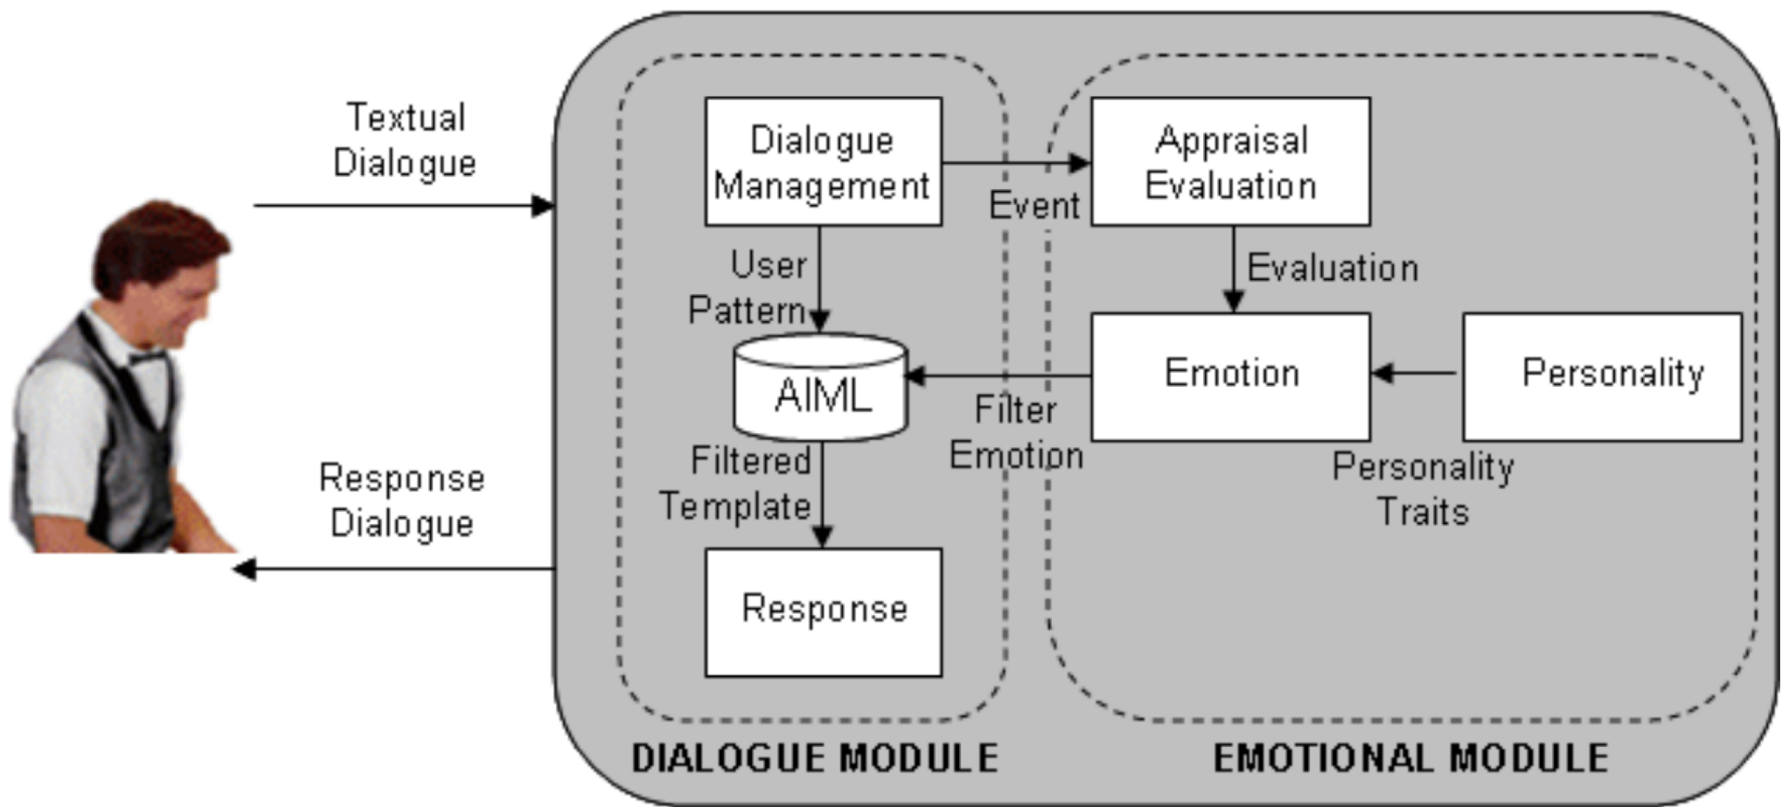 Textual
Dialogue
Response
Dialogue
Dialogue
Management
User
Pattern
AIML
Filtered
Template
Response
DIALOGUE MODULE
Event
Filter
Emotion
Appraisal
Evaluation
Evaluation
Emotion
Personality
Personality
Traits
EMOTIONAL MODULE